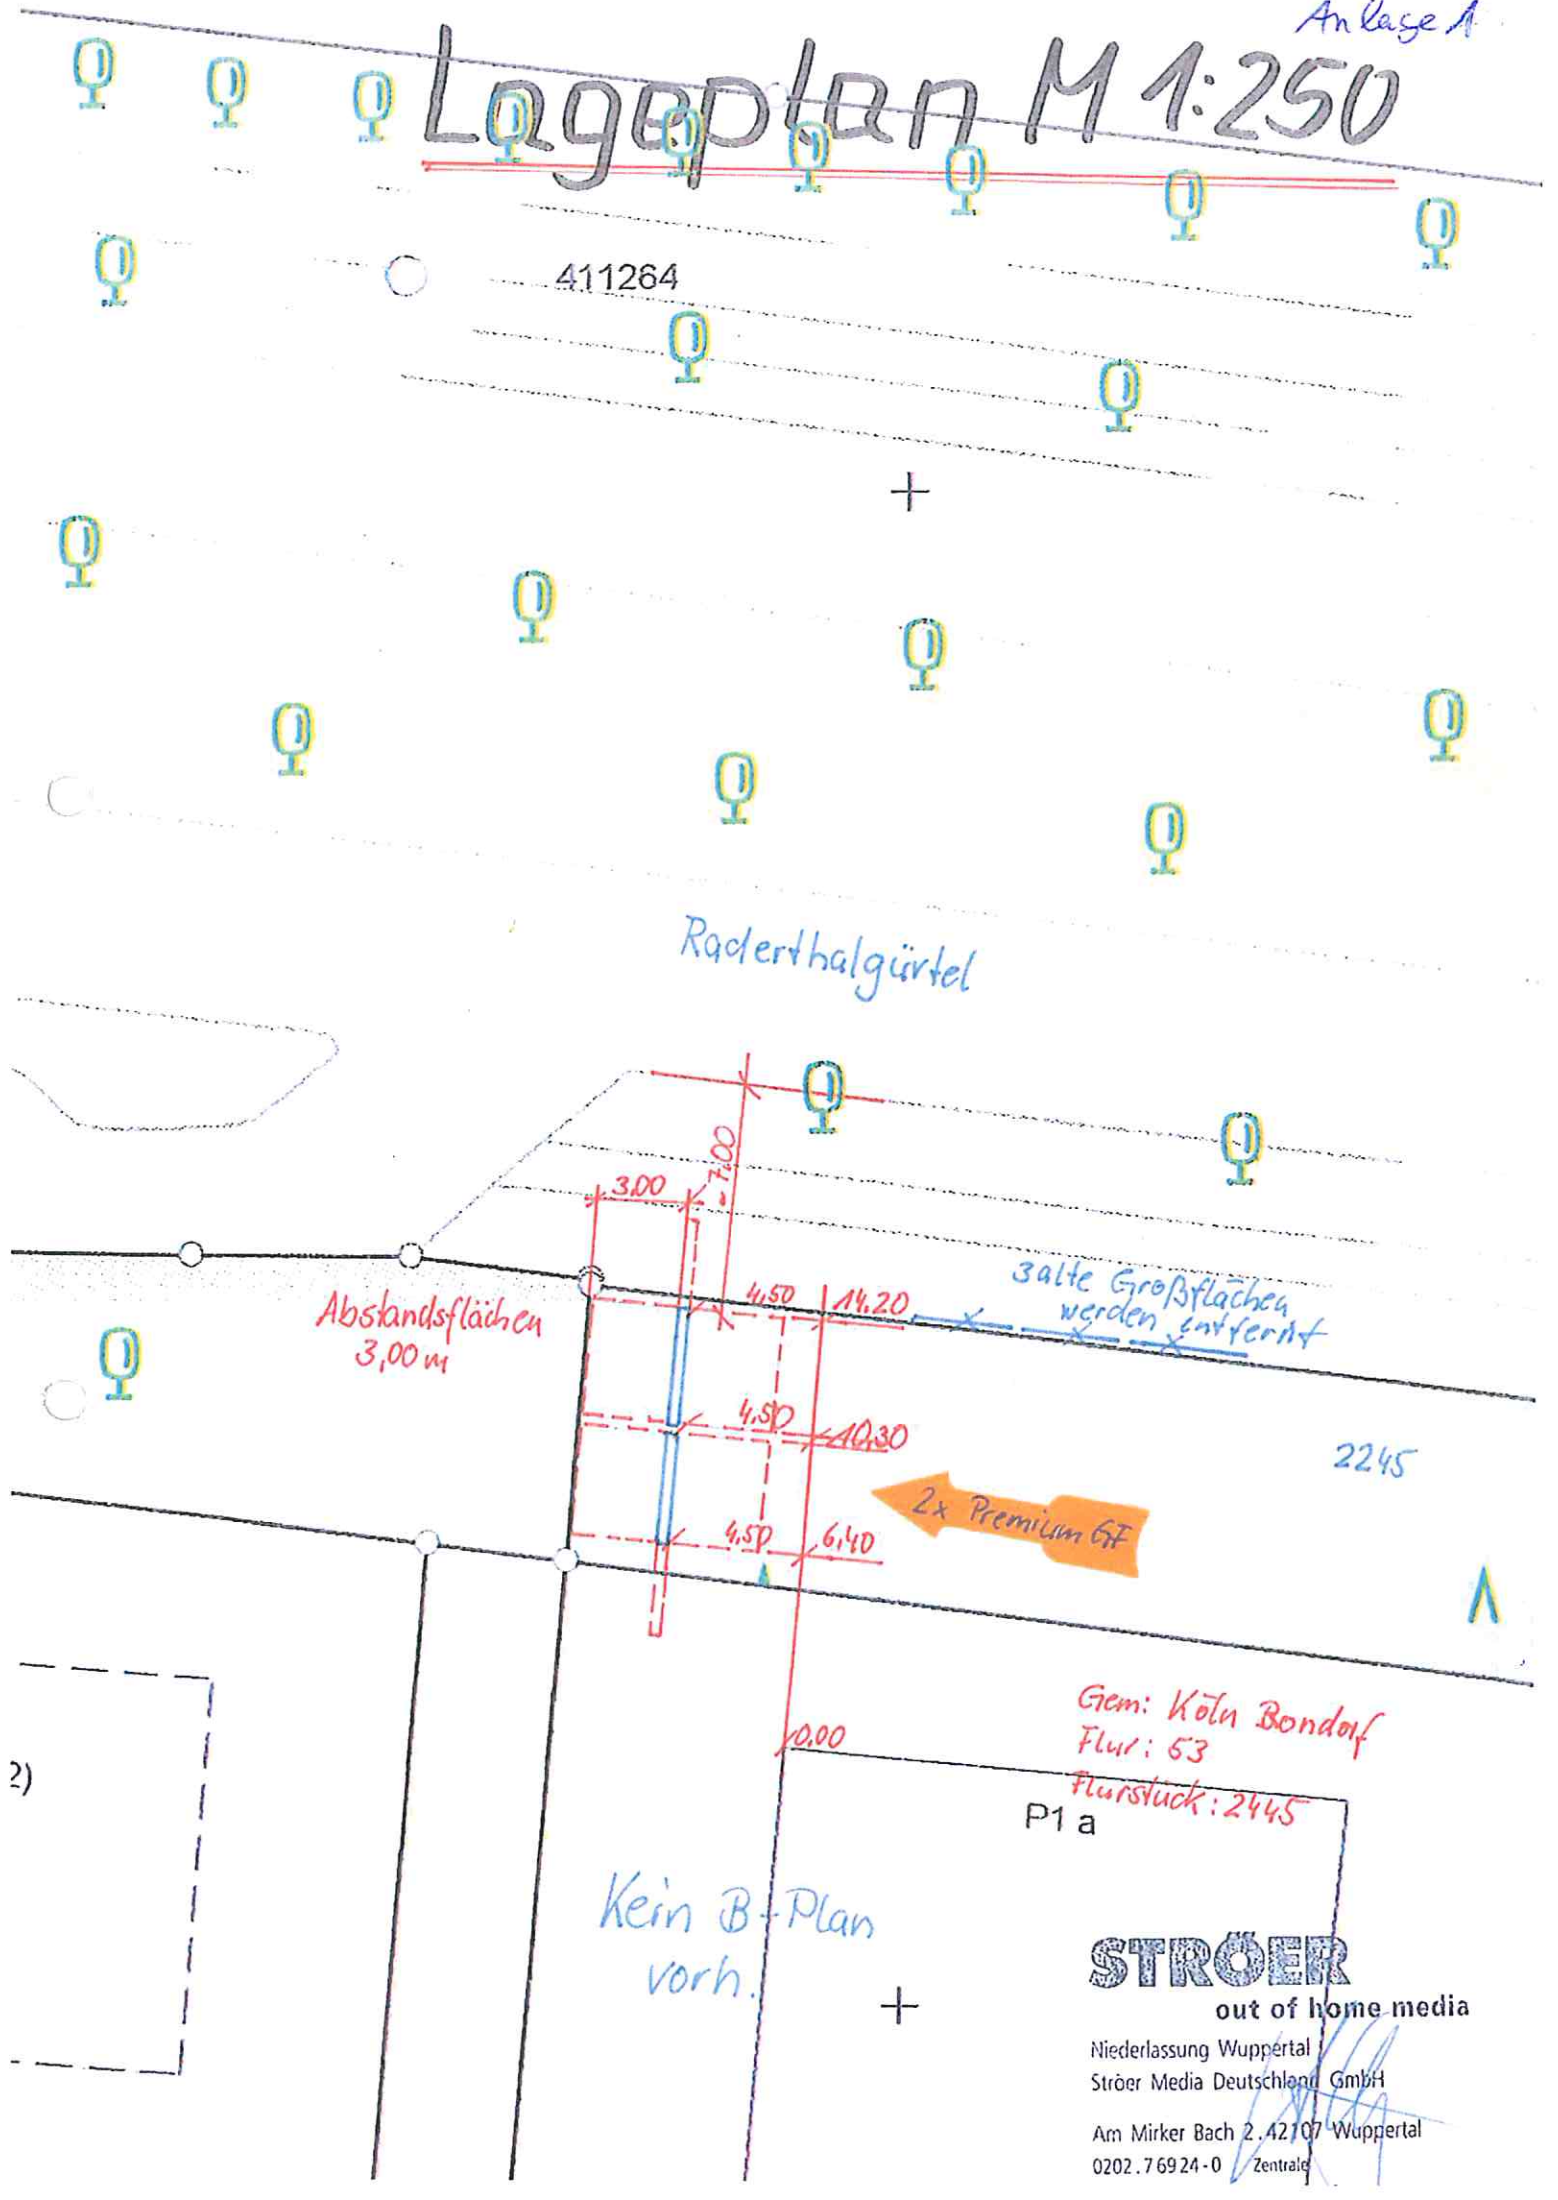 Anlage 1
Lageplan M 1:250
411264
Raderthalgürtel
7,00
3,00
4,50 14,20
3 alte Großflächen
werden entfernt
Abstandsflächen
3,00 m
4,50 10,30
2245
2x Premium GF
4,50 6,40
Gem: Köln Bondorf
Flur: 53
Flurstück: 2445
0,00
2)
P1 a
Kein B-Plan
vorh.
STRÖER
out of home media
Niederlassung Wuppertal
Ströer Media Deutschland GmbH
Am Mirker Bach 2.42107 Wuppertal
0202.76924-0 Zentrale